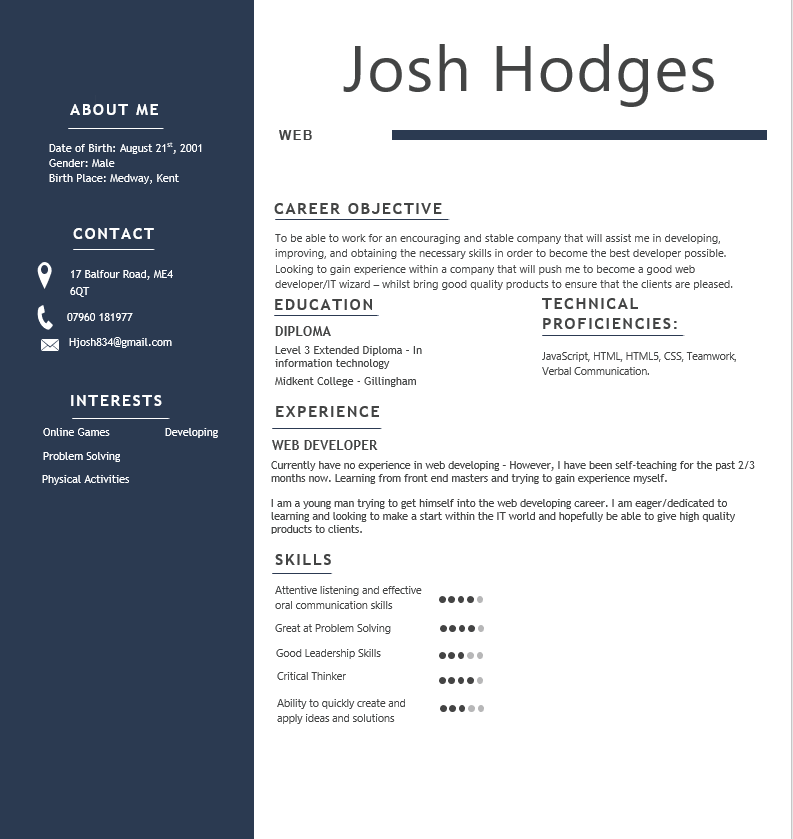 Josh Hodges
WEB
ABOUT ME
Date of Birth: August 21st, 2001
Gender: Male
Birth Place: Medway, Kent
CONTACT
17 Balfour Road, ME4
6QT
07960 181977
Hjosh834@gmail.com
INTERESTS
Online Games Developing
Problem Solving
Physical Activities
CAREER OBJECTIVE
To be able to work for an encouraging and stable company that will assist me in developing,
improving, and obtaining the necessary skills in order to become the best developer possible.
Looking to gain experience within a company that will push me to become a good web
developer/IT wizard – whilst bring good quality products to ensure that the clients are pleased.
EDUCATION
DIPLOMA
Level 3 Extended Diploma – In
information technology
Midkent College - Gillingham
TECHNICAL
PROFICIENCIES:
JavaScript, HTML, HTML5, CSS, Teamwork,
Verbal Communication.
EXPERIENCE
WEB DEVELOPER
Currently have no experience in web developing – However, I have been self-teaching for the past 2/3
months now. Learning from front end masters and trying to gain experience myself.
I am a young man trying to get himself into the web developing career. I am eager/dedicated to
learning and looking to make a start within the IT world and hopefully be able to give high quality
products to clients.
SKILLS
Attentive listening and effective
oral communication skills
Great at Problem Solving
Good Leadership Skills
Critical Thinker
Ability to quickly create and
apply ideas and solutions